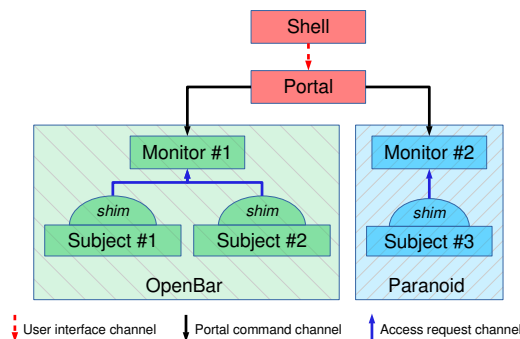 Shell
Portal
Monitor #1
Monitor #2
shim
shim
shim
Subject #1
Subject #2
Subject #3
OpenBar
Paranoid
User interface channel
Portal command channel
Access request channel